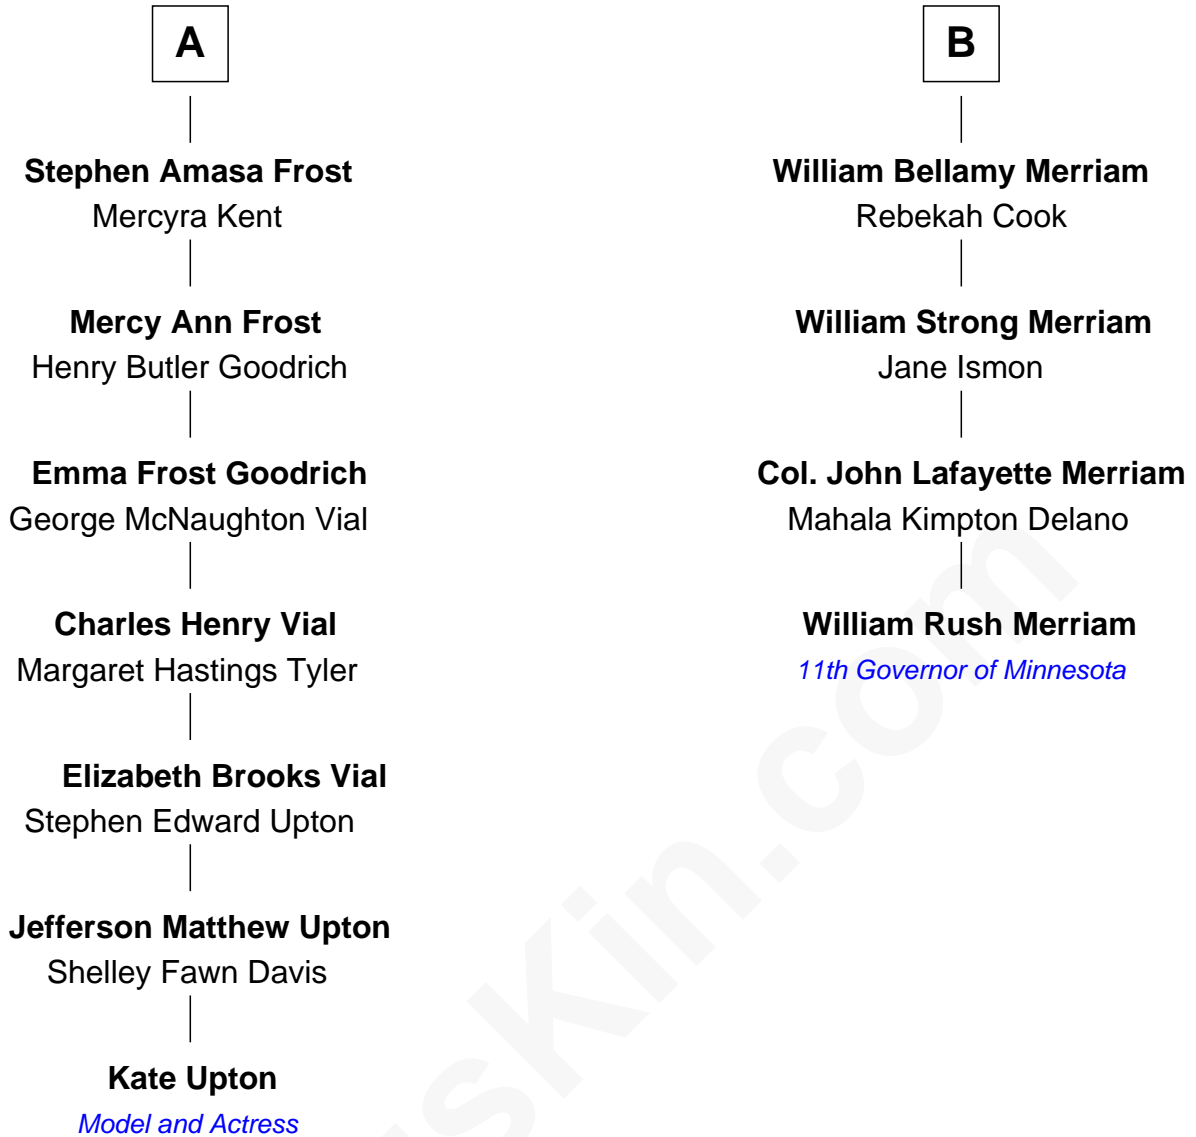 A
Stephen Amasa Frost
Mercyra Kent
Mercy Ann Frost
Henry Butler Goodrich
Emma Frost Goodrich
George McNaughton Vial
Charles Henry Vial
Margaret Hastings Tyler
Elizabeth Brooks Vial
Stephen Edward Upton
Jefferson Matthew Upton
Shelley Fawn Davis
Kate Upton
Model and Actress
B
William Bellamy Merriam
Rebekah Cook
William Strong Merriam
Jane Ismon
Col. John Lafayette Merriam
Mahala Kimpton Delano
William Rush Merriam
11th Governor of Minnesota